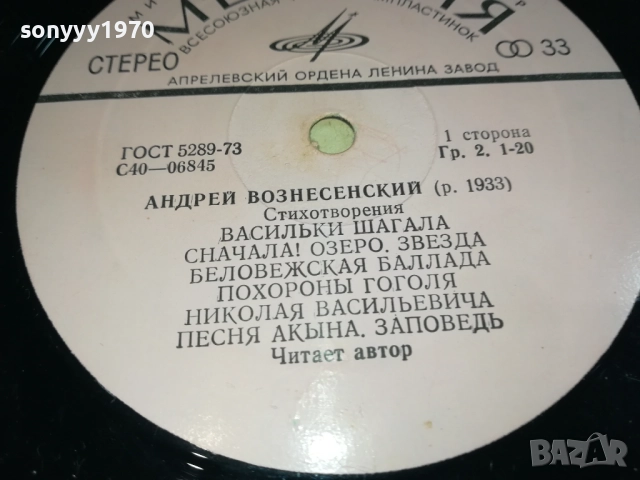 sonyyy1970
СТЕРЕО
33
АПРЕЛЕВСКИЙ ОРДЕНА ЛЕНИНА ЗАВОД
ГОСТ 5289-73
С40—06845
1 сторона
Гр. 2. 1-20
АНДРЕЙ ВОЗНЕСЕНСКИЙ (р. 1933)
Стихотворения
ВАСИЛЬКИ ШАГАЛА
СНАЧАЛА! ОЗЕРО. ЗВЕЗДА
БЕЛОВЕЖСКАЯ БАЛЛАДА
ПОХОРОНЫ ГОГОЛЯ
НИКОЛАЯ ВАСИЛЬЕВИЧА
ПЕСНЯ АКЫНА. ЗАПОВЕДЬ
Читает автор
BAZAR